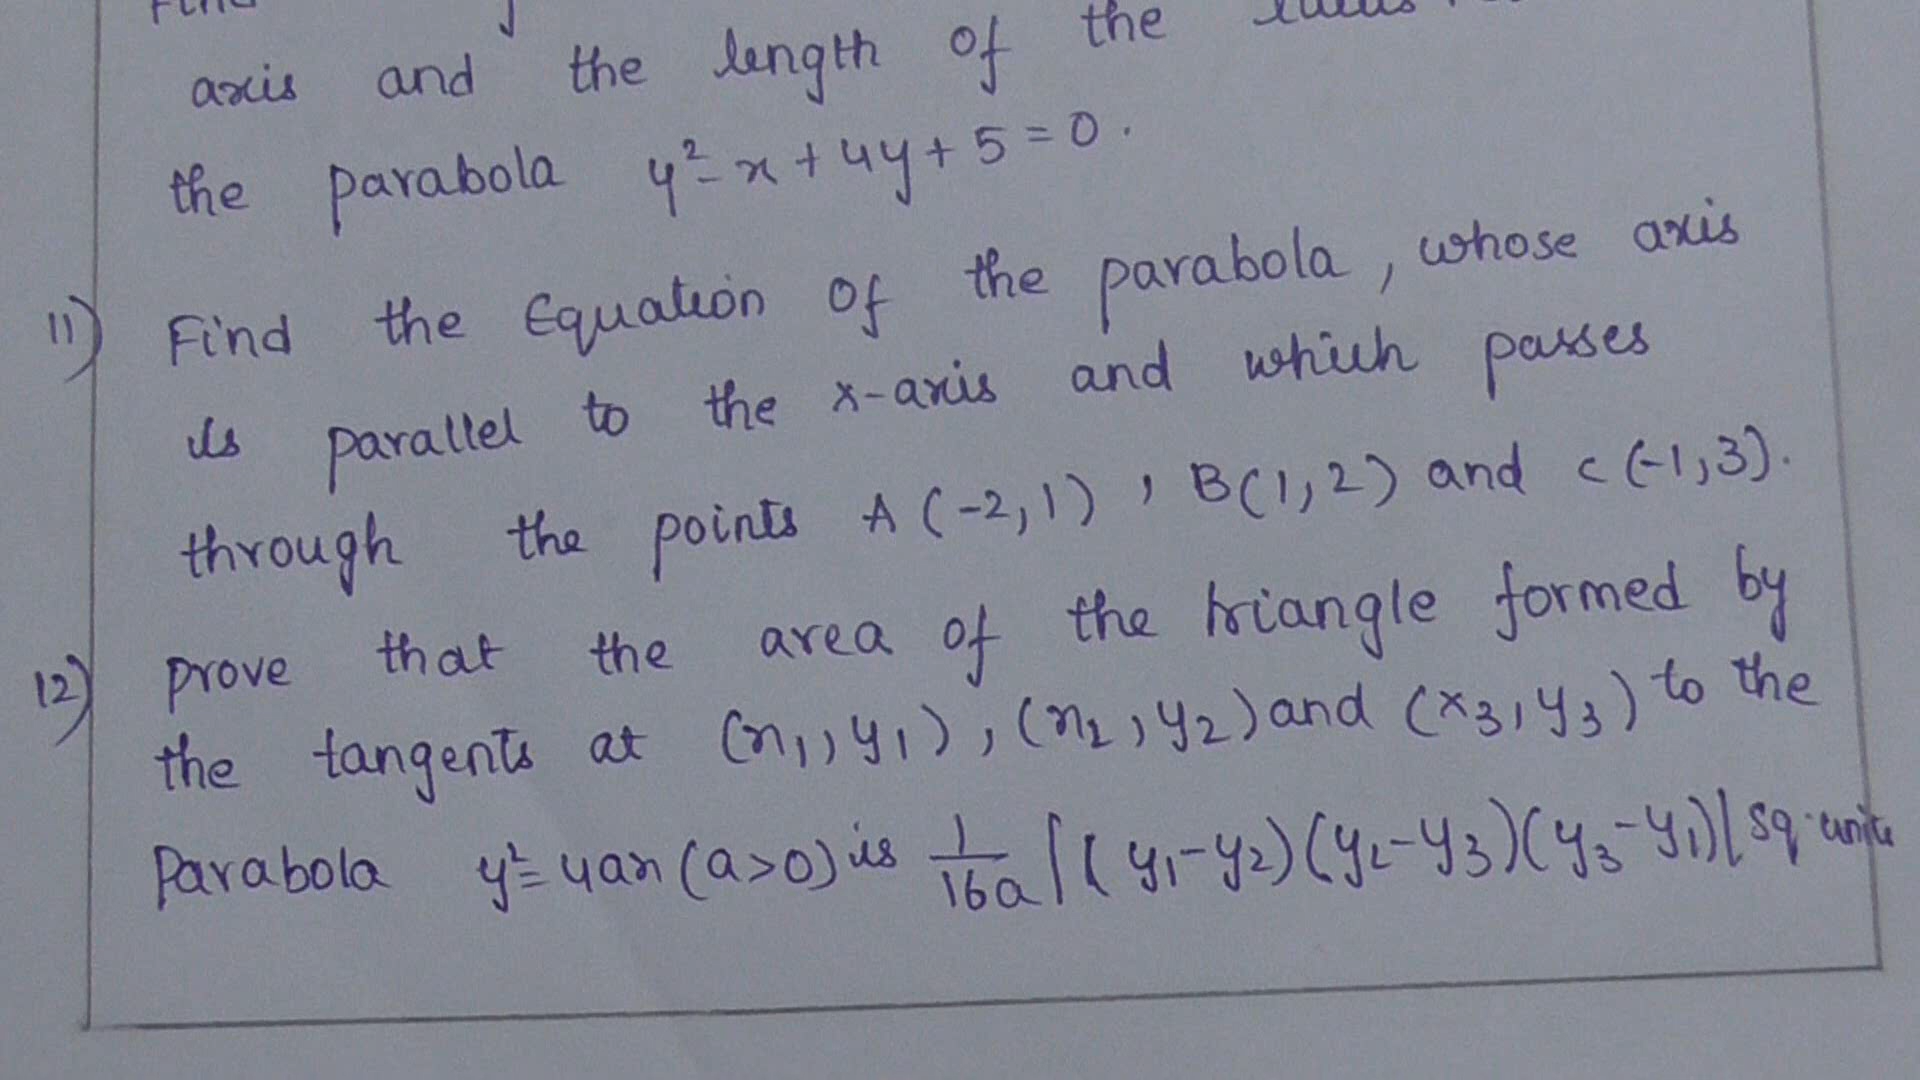 axis and the length of the
the parabola y² - x + 4y + 5 = 0.
11) Find the Equation of the parabola, whose axis
is parallel to the x-axis and which passes
through the points A (-2, 1), B(1, 2) and c (-1, 3).
12) prove that the area of the triangle formed by
the tangents at (x₁, y₁), (x₂, y₂) and (x₃, y₃) to the
Parabola y² = 4ax (a>0) is 1/16a |(y₁-y₂)(y₂-y₃)(y₃-y₁)| sq. units